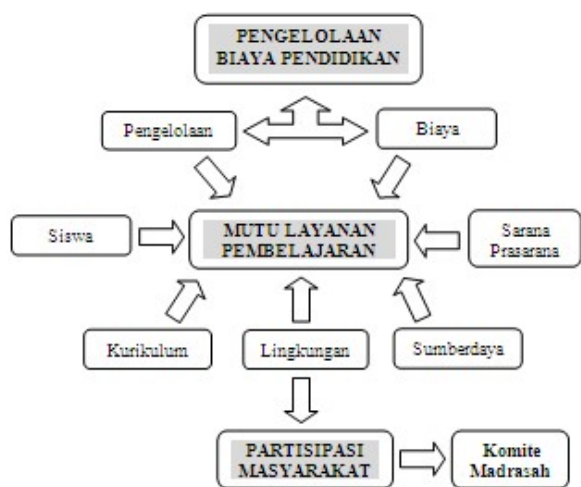 PENGELOLAAN
BIAYA PENDIDIKAN
Pengelolaan
Biaya
Siswa
MUTU LAYANAN
PEMBELAJARAN
Sarana
Prasarana
Kurikulum
Lingkungan
Sumberdaya
PARTISIPASI
MASYARAKAT
Komite
Madrasah